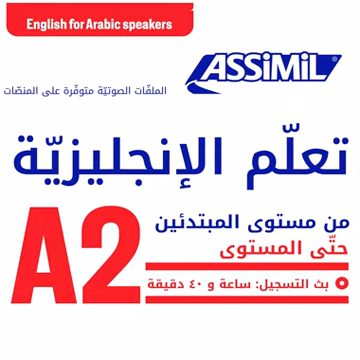 English for Arabic speakers
ASSiMiL
الملفّات الصوتيّة متوفّرة على المنصّات
تعلّم الإنجليزيّة
من مستوى المبتدئين
حتّى المستوى
A2
بث التسجيل: ساعة و ٤٠ دقيقة